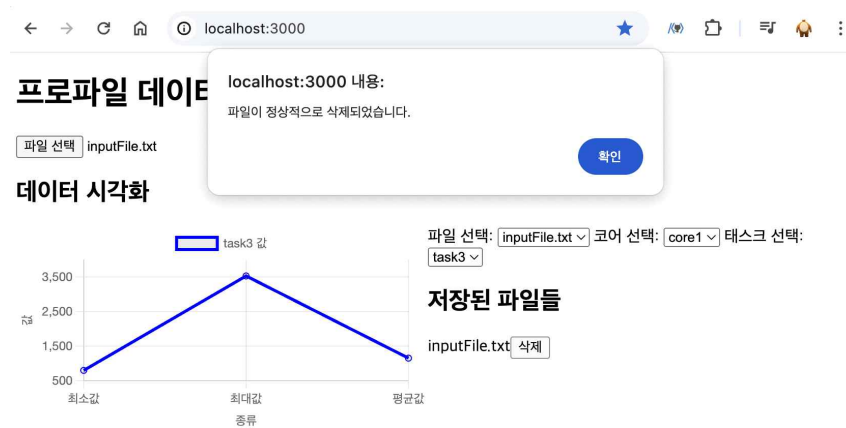 localhost:3000
localhost:3000 내용:
파일이 정상적으로 삭제되었습니다.
확인
프로파일 데이터
파일 선택 inputFile.txt
데이터 시각화
task3 값
3,500
2,500
1,500
500
값
최소값 최대값 평균값
종류
파일 선택: inputFile.txt 코어 선택: core1 태스크 선택:
task3
저장된 파일들
inputFile.txt 삭제